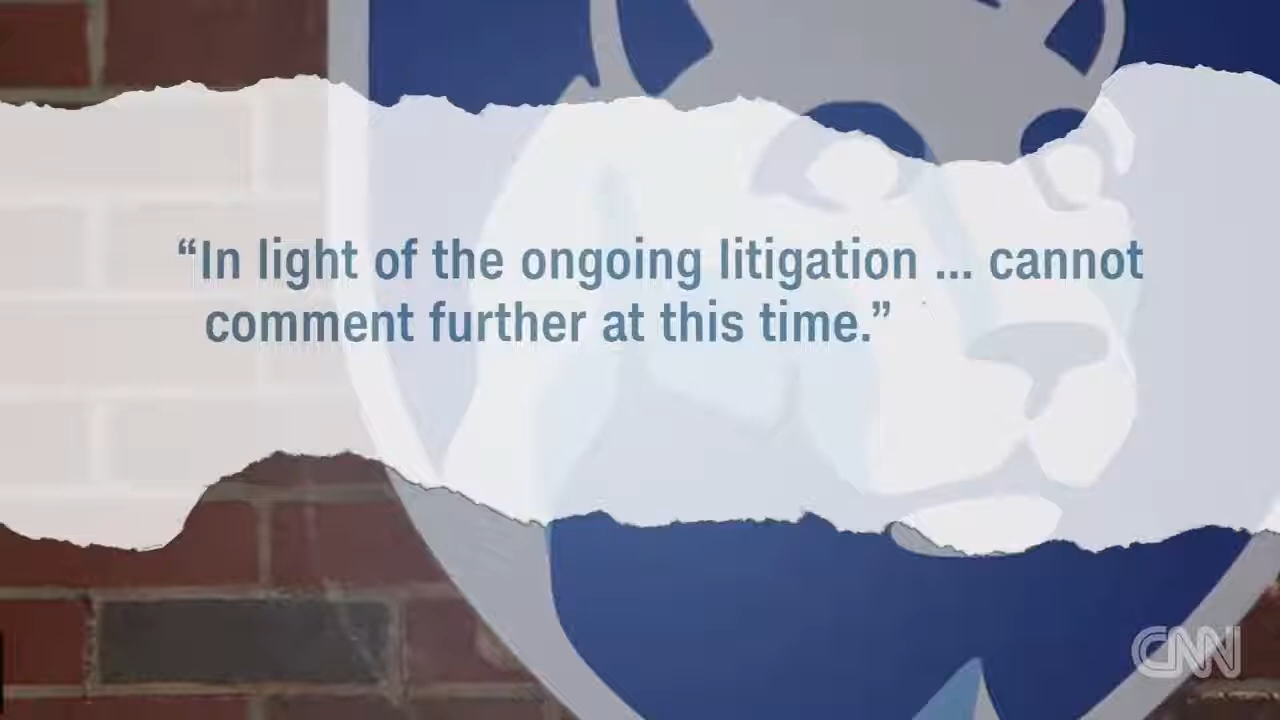 “In light of the ongoing litigation ... cannot
comment further at this time.”
CNN